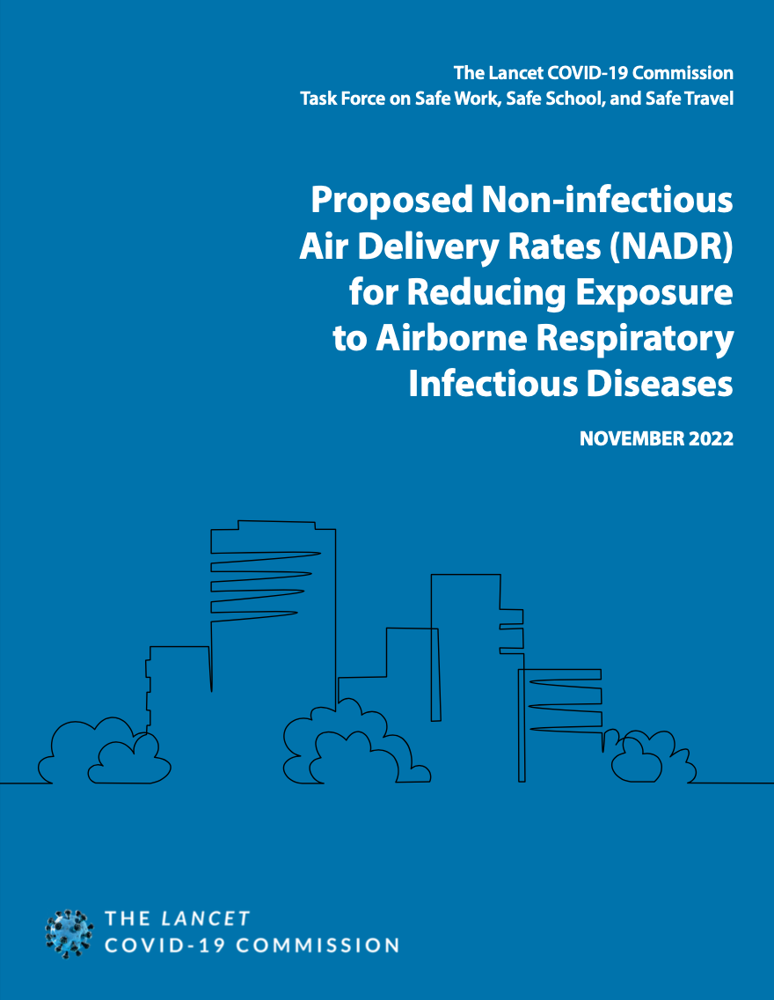 The Lancet COVID-19 Commission
Task Force on Safe Work, Safe School, and Safe Travel
Proposed Non-infectious
Air Delivery Rates (NADR)
for Reducing Exposure
to Airborne Respiratory
Infectious Diseases
NOVEMBER 2022
THE LANCET
COVID-19 COMMISSION